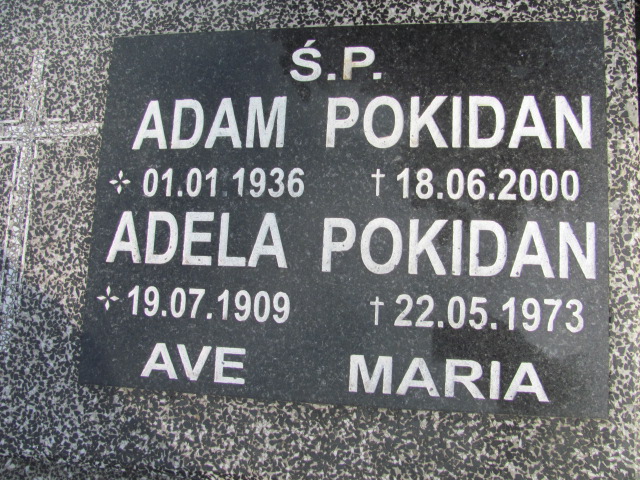 Ś.P.
ADAM POKIDAN
01.01.1936 † 18.06.2000
ADELA POKIDAN
19.07.1909 † 22.05.1973
AVE MARIA